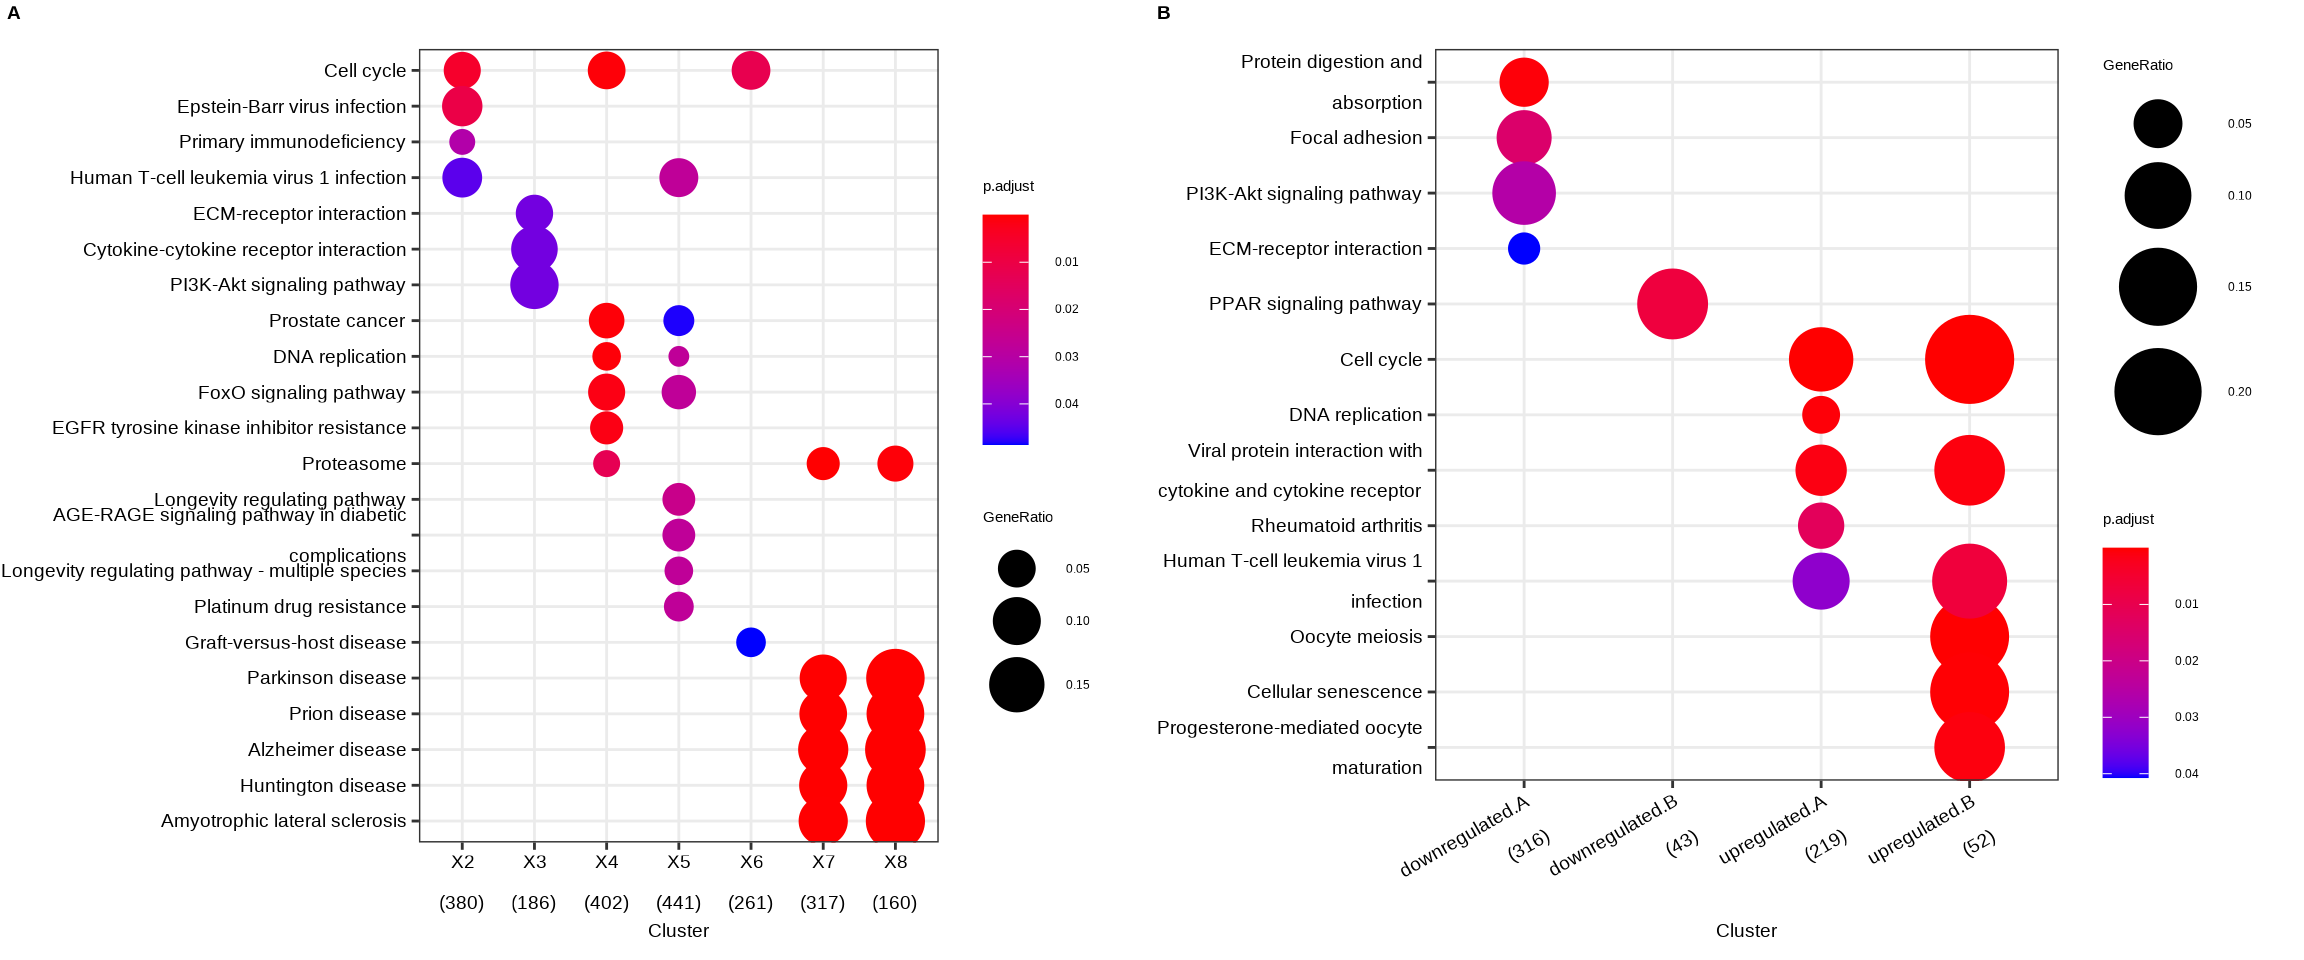 A
Cell cycle
Epstein-Barr virus infection
Primary immunodeficiency
Human T-cell leukemia virus 1 infection
ECM-receptor interaction
Cytokine-cytokine receptor interaction
PI3K-Akt signaling pathway
Prostate cancer
DNA replication
FoxO signaling pathway
EGFR tyrosine kinase inhibitor resistance
Proteasome
Longevity regulating pathway
AGE-RAGE signaling pathway in diabetic
complications
Longevity regulating pathway - multiple species
Platinum drug resistance
Graft-versus-host disease
Parkinson disease
Prion disease
Alzheimer disease
Huntington disease
Amyotrophic lateral sclerosis
X2 X3 X4 X5 X6 X7 X8
(380) (186) (402) (441) (261) (317) (160)
Cluster
p.adjust
0.01
0.02
0.03
0.04
GeneRatio
0.05
0.10
0.15
B
Protein digestion and
absorption
Focal adhesion
PI3K-Akt signaling pathway
ECM-receptor interaction
PPAR signaling pathway
Cell cycle
DNA replication
Viral protein interaction with
cytokine and cytokine receptor
Rheumatoid arthritis
Human T-cell leukemia virus 1
infection
Oocyte meiosis
Cellular senescence
Progesterone-mediated oocyte
maturation
downregulated.A
(316)
downregulated.B
(43)
upregulated.A
(219)
upregulated.B
(52)
Cluster
GeneRatio
0.05
0.10
0.15
0.20
p.adjust
0.01
0.02
0.03
0.04